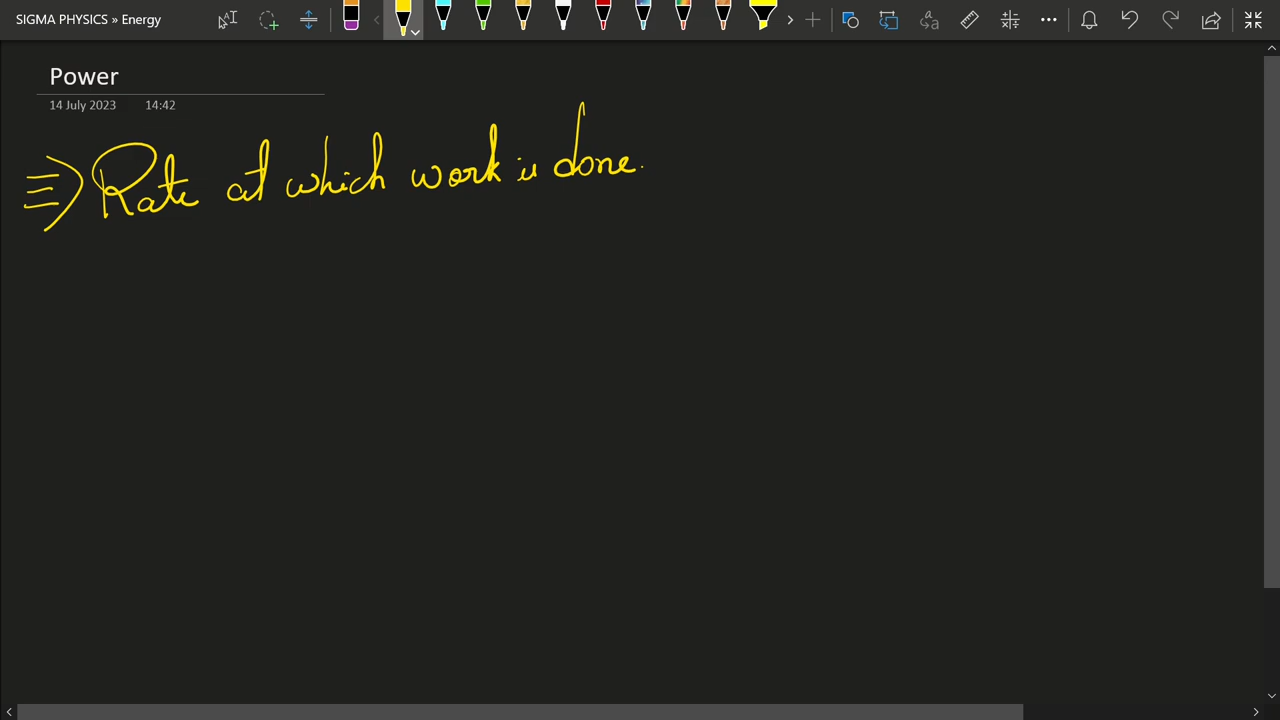 SIGMA PHYSICS » Energy
Power
14 July 2023 14:42
⇒ Rate at which work is done.